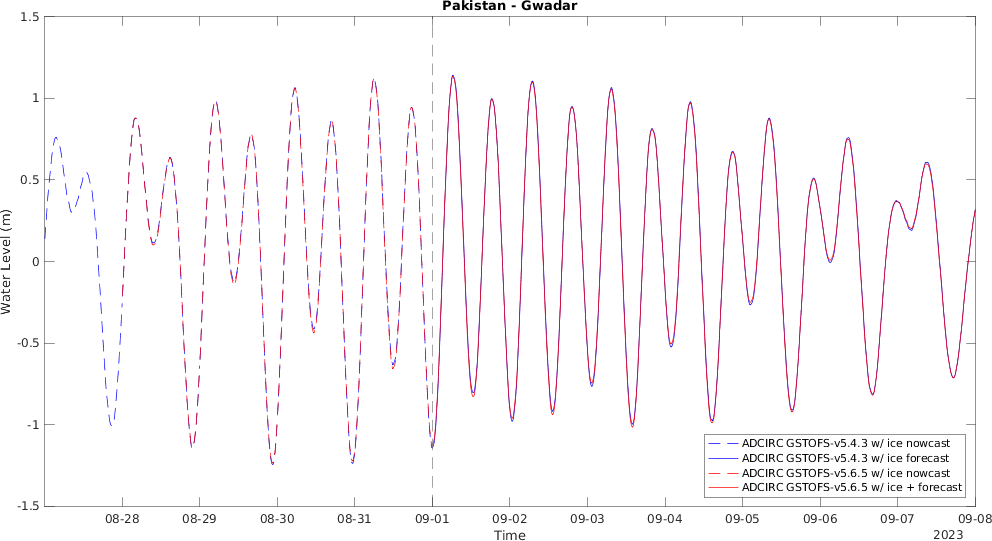 Pakistan - Gwadar
1.5
1
0.5
0
-0.5
-1
-1.5
Water Level (m)
ADCIRC GSTOFS-v5.4.3 w/ ice nowcast
ADCIRC GSTOFS-v5.4.3 w/ ice forecast
ADCIRC GSTOFS-v5.6.5 w/ ice nowcast
ADCIRC GSTOFS-v5.6.5 w/ ice + forecast
08-28 08-29 08-30 08-31 09-01 09-02 09-03 09-04 09-05 09-06 09-07 09-08
Time
2023